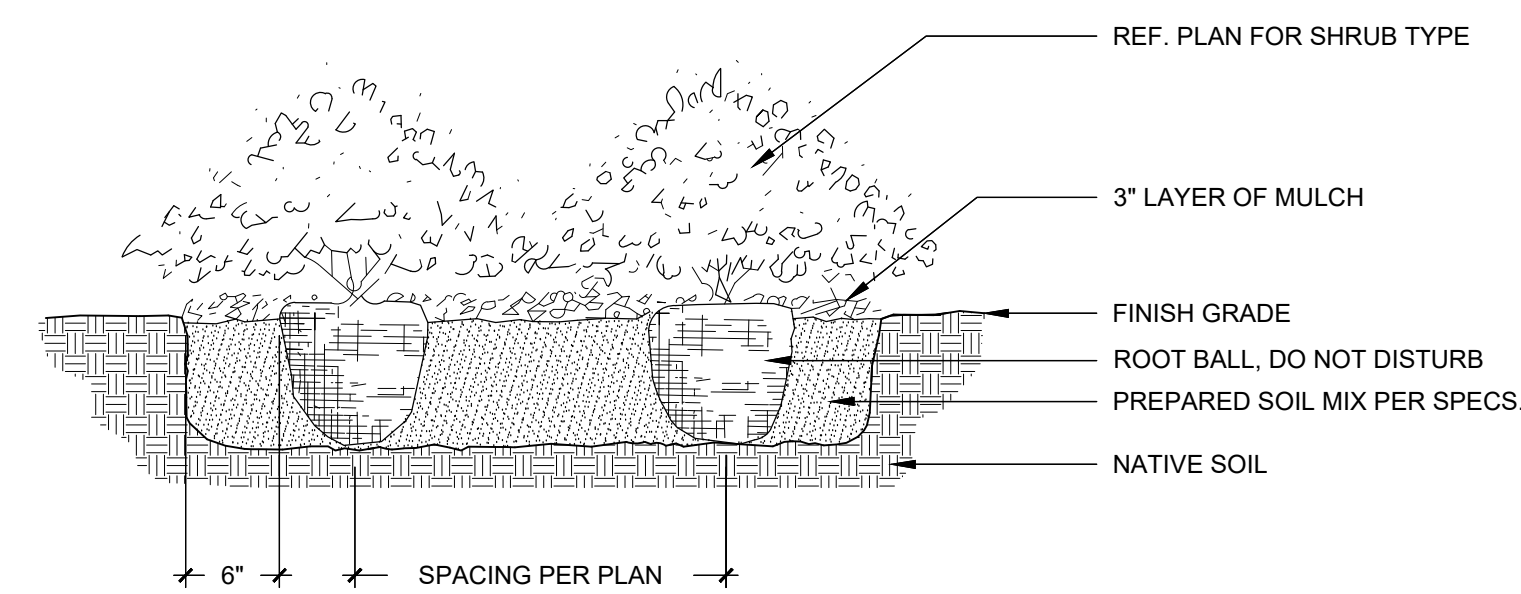 REF. PLAN FOR SHRUB TYPE
3" LAYER OF MULCH
FINISH GRADE
ROOT BALL, DO NOT DISTURB
PREPARED SOIL MIX PER SPECS.
NATIVE SOIL
6"
SPACING PER PLAN